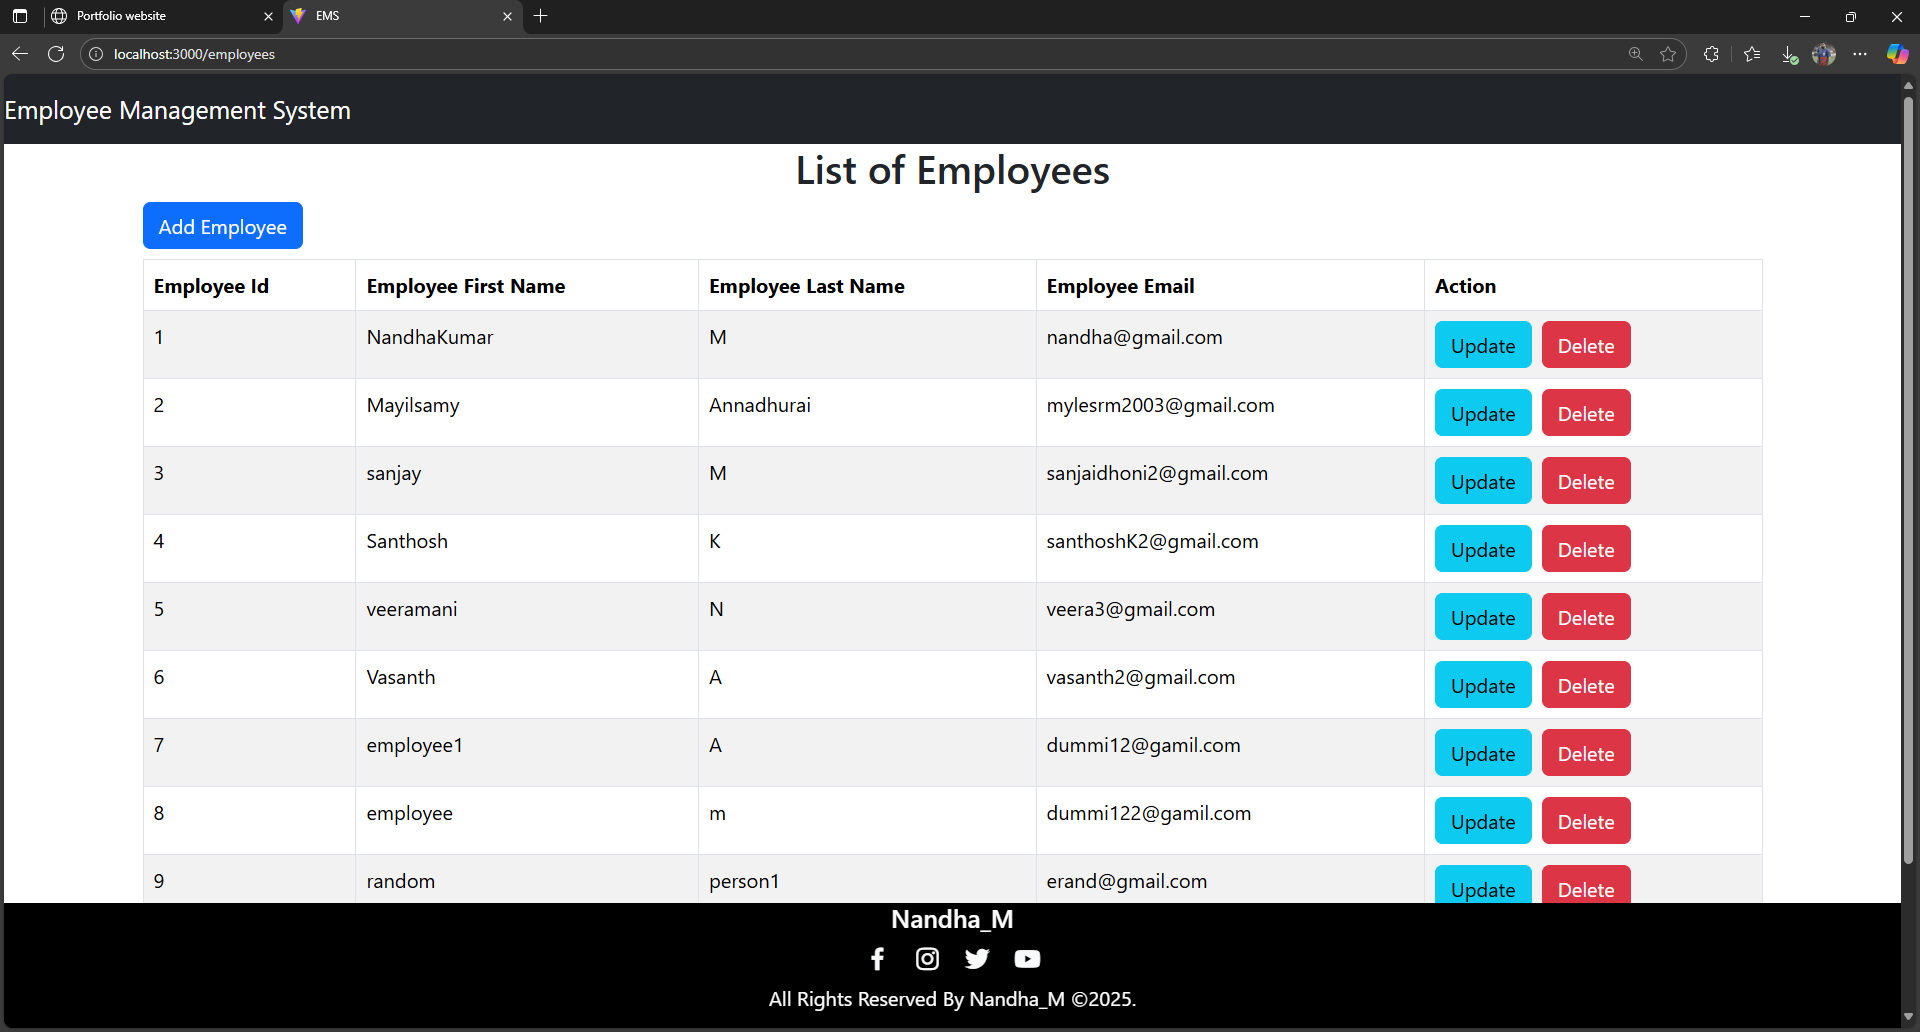 Portfolio website
EMS
localhost:3000/employees
Employee Management System
List of Employees
Add Employee
Employee Id Employee First Name Employee Last Name Employee Email Action
1 NandhaKumar M nandha@gmail.com Update Delete
2 Mayilsamy Annadhurai mylesrm2003@gmail.com Update Delete
3 sanjay M sanjaidhoni2@gmail.com Update Delete
4 Santhosh K santhoshK2@gmail.com Update Delete
5 veeramani N veera3@gmail.com Update Delete
6 Vasanth A vasanth2@gmail.com Update Delete
7 employee1 A dummi12@gamil.com Update Delete
8 employee m dummi122@gamil.com Update Delete
9 random person1 erand@gmail.com Update Delete
Nandha_M
All Rights Reserved By Nandha_M ©2025.